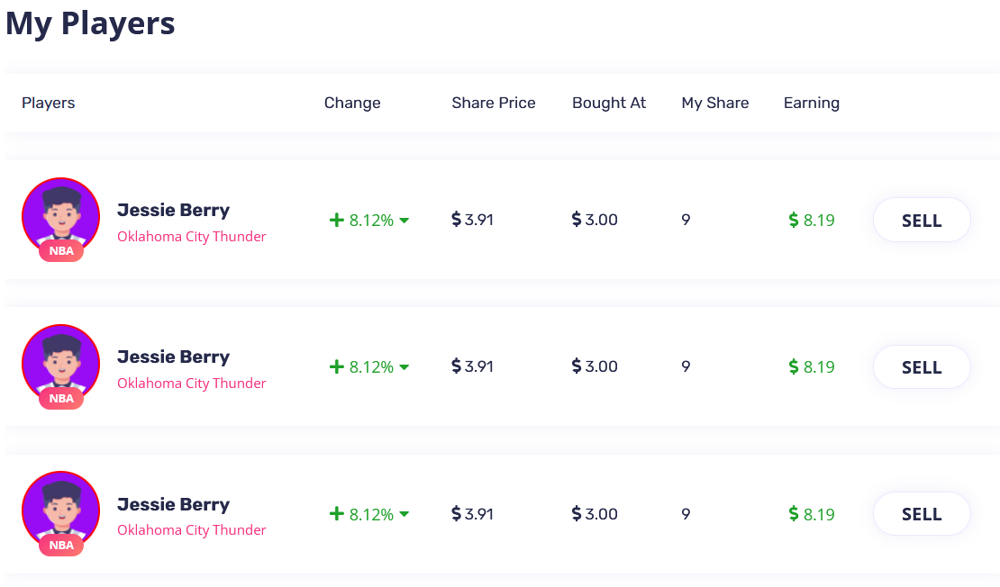 My Players
Players Change Share Price Bought At My Share Earning
Jessie Berry
Oklahoma City Thunder
NBA
+ 8.12% $ 3.91 $ 3.00 9 $ 8.19 SELL
Jessie Berry
Oklahoma City Thunder
NBA
+ 8.12% $ 3.91 $ 3.00 9 $ 8.19 SELL
Jessie Berry
Oklahoma City Thunder
NBA
+ 8.12% $ 3.91 $ 3.00 9 $ 8.19 SELL